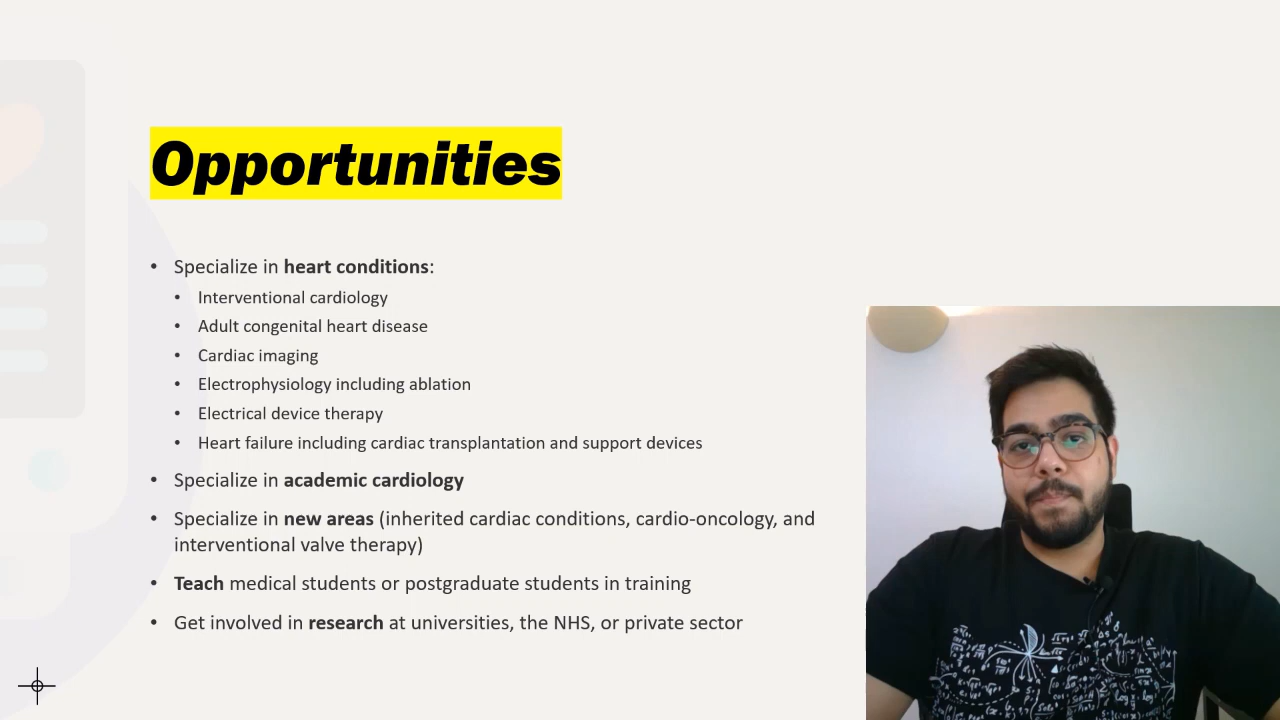 Opportunities
• Specialize in heart conditions:
• Interventional cardiology
• Adult congenital heart disease
• Cardiac imaging
• Electrophysiology including ablation
• Electrical device therapy
• Heart failure including cardiac transplantation and support devices
• Specialize in academic cardiology
• Specialize in new areas (inherited cardiac conditions, cardio-oncology, and
interventional valve therapy)
• Teach medical students or postgraduate students in training
• Get involved in research at universities, the NHS, or private sector